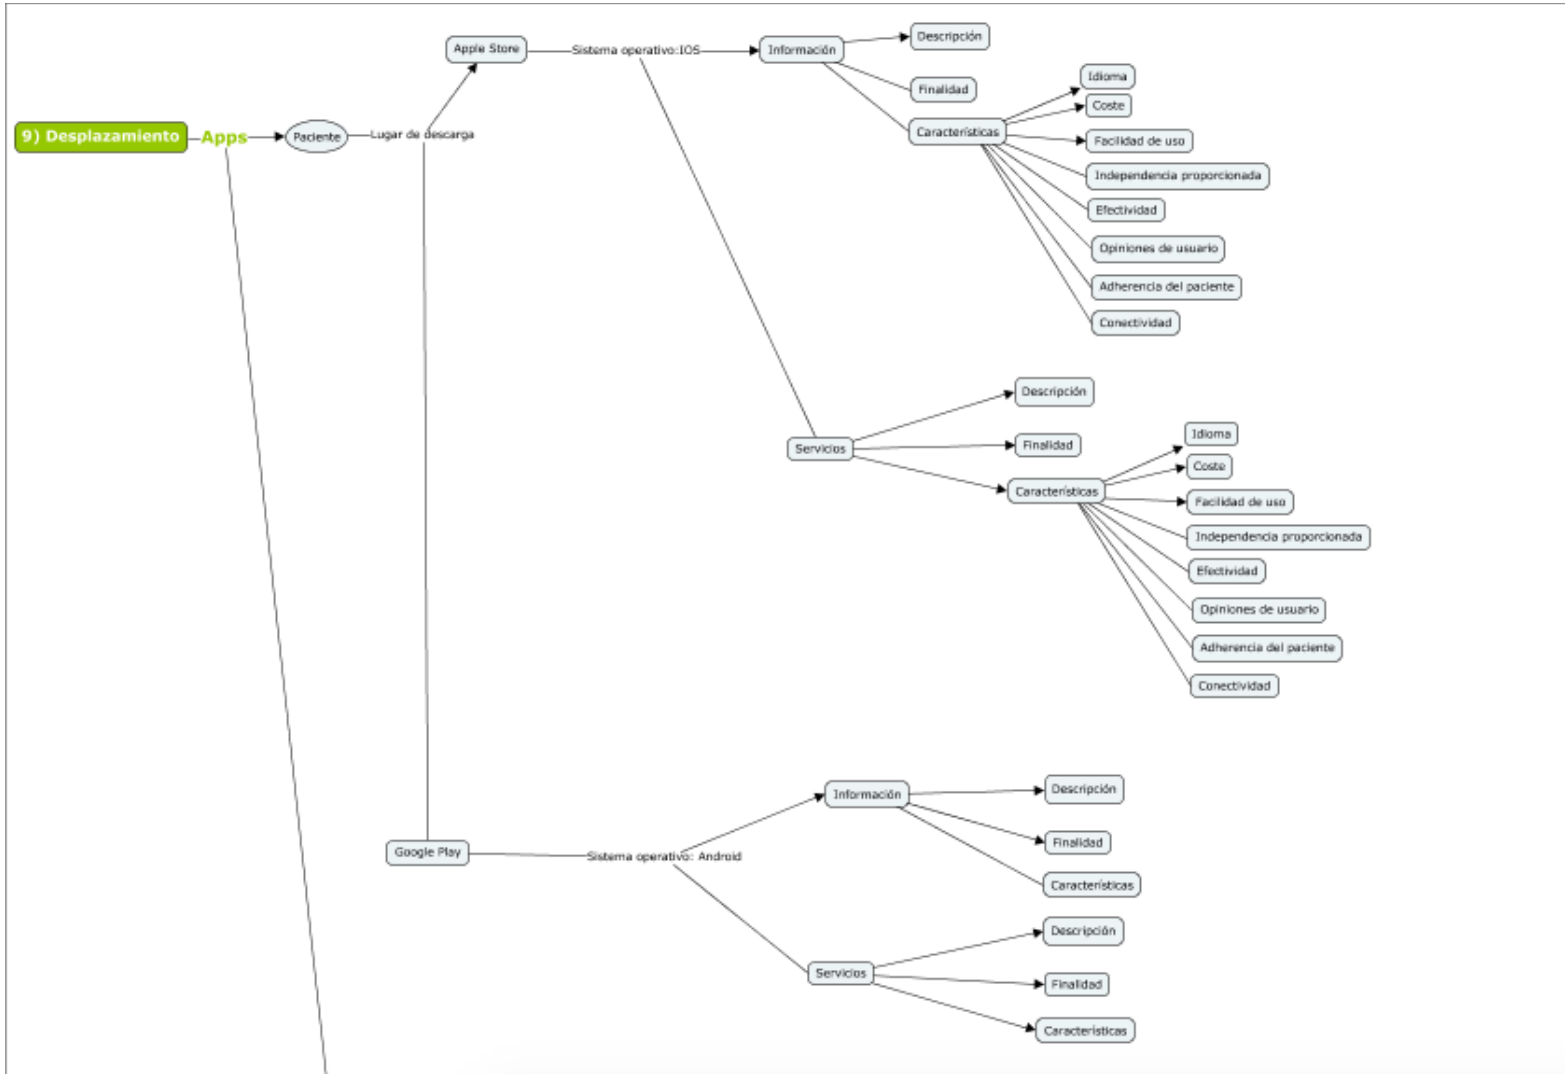 9) Desplazamiento
Apps
Paciente
Lugar de descarga
Apple Store
Sistema operativo:IOS
Información
Descripción
Finalidad
Características
Idioma
Coste
Facilidad de uso
Independencia proporcionada
Efectividad
Opiniones de usuario
Adherencia del paciente
Conectividad
Servicios
Descripción
Finalidad
Características
Idioma
Coste
Facilidad de uso
Independencia proporcionada
Efectividad
Opiniones de usuario
Adherencia del paciente
Conectividad
Google Play
Sistema operativo: Android
Información
Descripción
Finalidad
Características
Servicios
Descripción
Finalidad
Características